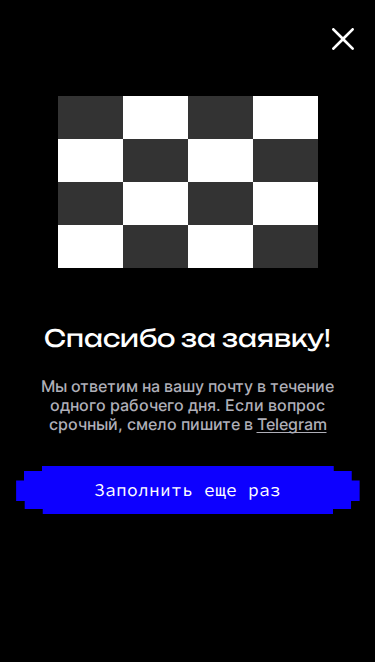 Спасибо за заявку!
Мы ответим на вашу почту в течение
одного рабочего дня. Если вопрос
срочный, смело пишите в Telegram
Заполнить еще раз